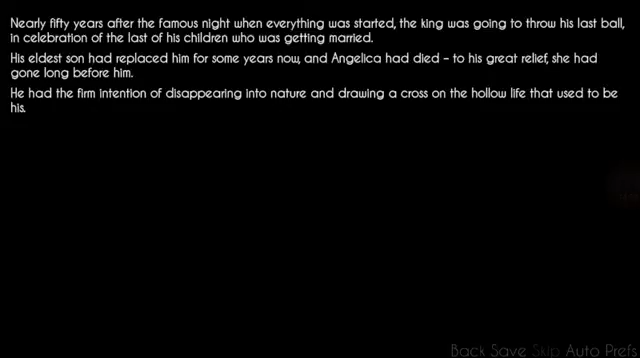 Nearly fifty years after the famous night when everything was started, the king was going to throw his last ball,
in celebration of the last of his children who was getting married.
His eldest son had replaced him for some years now, and Angelica had died – to his great relief, she had
gone long before him.
He had the firm intention of disappearing into nature and drawing a cross on the hollow life that used to be
his.
Back Save Skip Auto Prefs